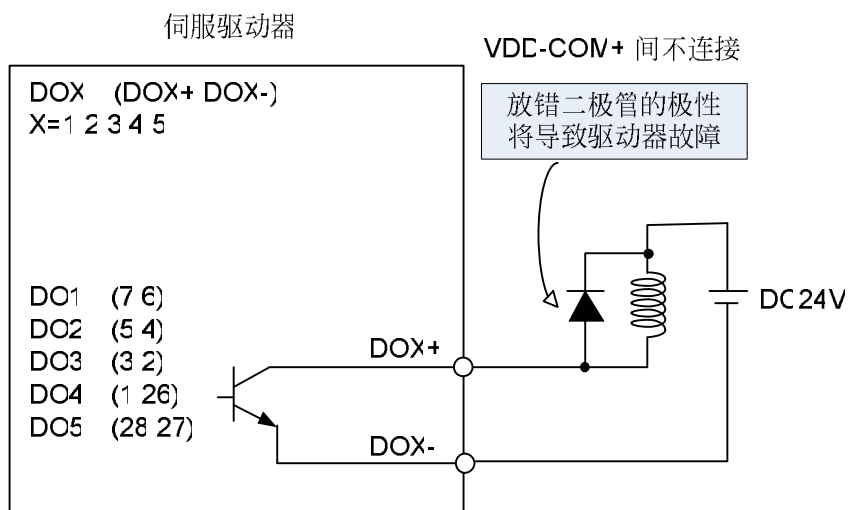 伺服驱动器
VDD-COM+ 间不连接
DOX (DOX+ DOX-)
X=1 2 3 4 5
放错二极管的极性
将导致驱动器故障
DO1 (7 6)
DO2 (5 4)
DO3 (3 2)
DO4 (1 26)
DO5 (28 27)
DOX+
DOX-
DC24V